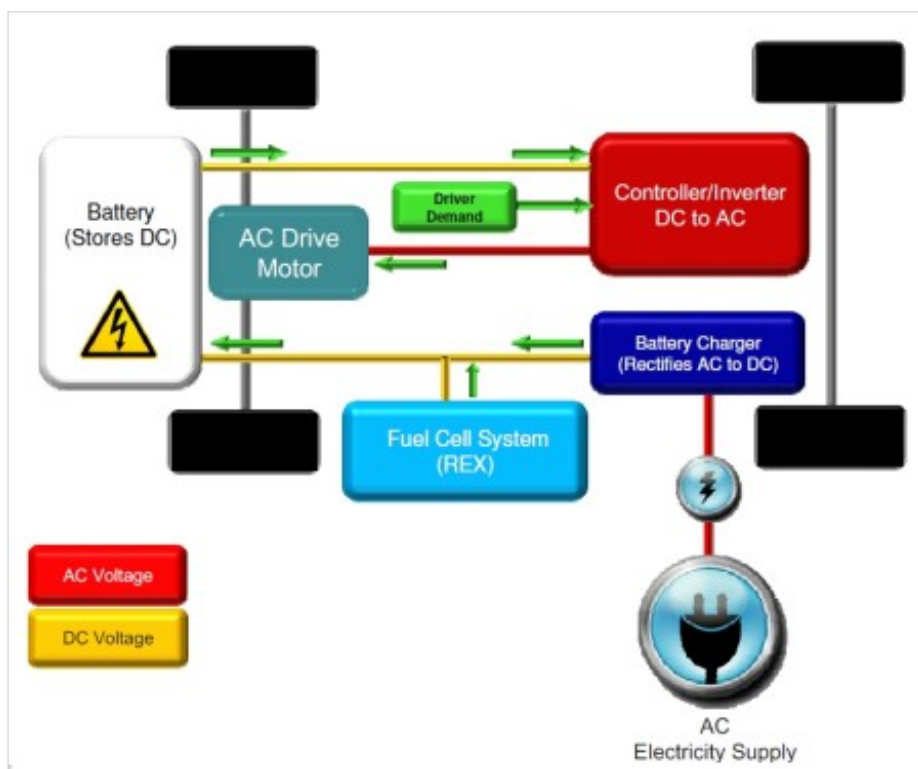 Battery
(Stores DC)
AC Drive
Motor
Driver
Demand
Controller/Inverter
DC to AC
Battery Charger
(Rectifies AC to DC)
Fuel Cell System
(REX)
AC Voltage
DC Voltage
AC
Electricity Supply